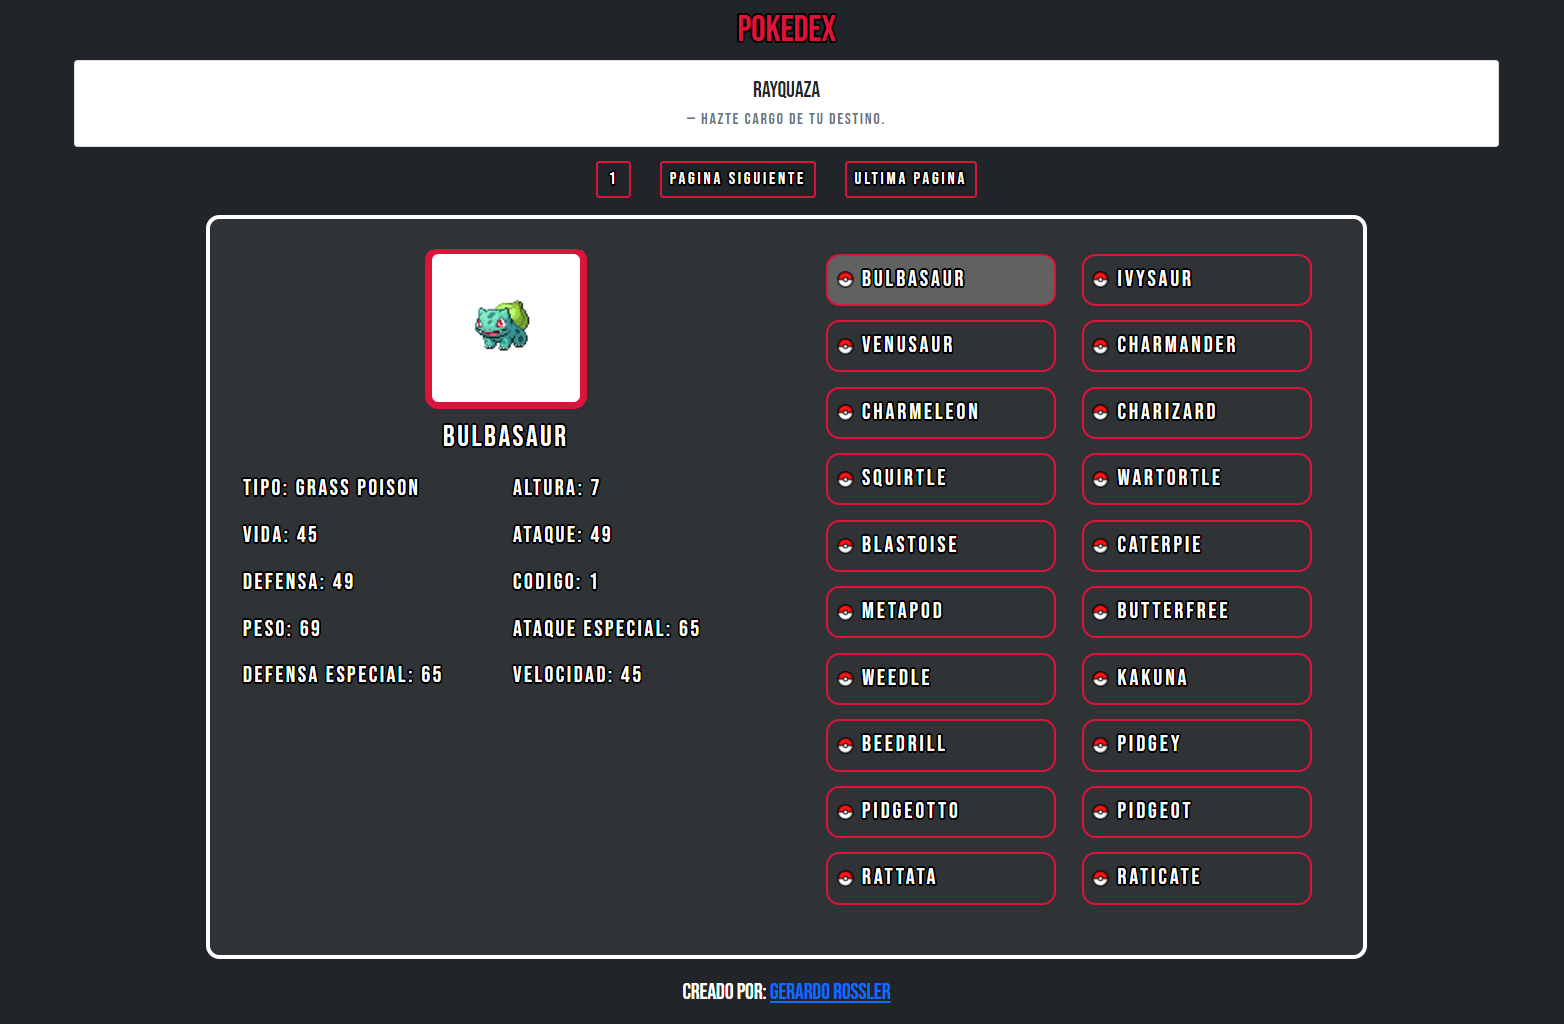 POKEDEX
RAYQUAZA
— HAZTE CARGO DE TU DESTINO.
1 PAGINA SIGUIENTE ULTIMA PAGINA
BULBASAUR
TIPO: GRASS POISON ALTURA: 7
VIDA: 45 ATAQUE: 49
DEFENSA: 49 CODIGO: 1
PESO: 69 ATAQUE ESPECIAL: 65
DEFENSA ESPECIAL: 65 VELOCIDAD: 45
BULBASAUR IVYSAUR
VENUSAUR CHARMANDER
CHARMELEON CHARIZARD
SQUIRTLE WARTORTLE
BLASTOISE CATERPIE
METAPOD BUTTERFREE
WEEDLE KAKUNA
BEEDRILL PIDGEY
PIDGEOTTO PIDGEOT
RATTATA RATICATE
CREADO POR: GERARDO ROSSLER